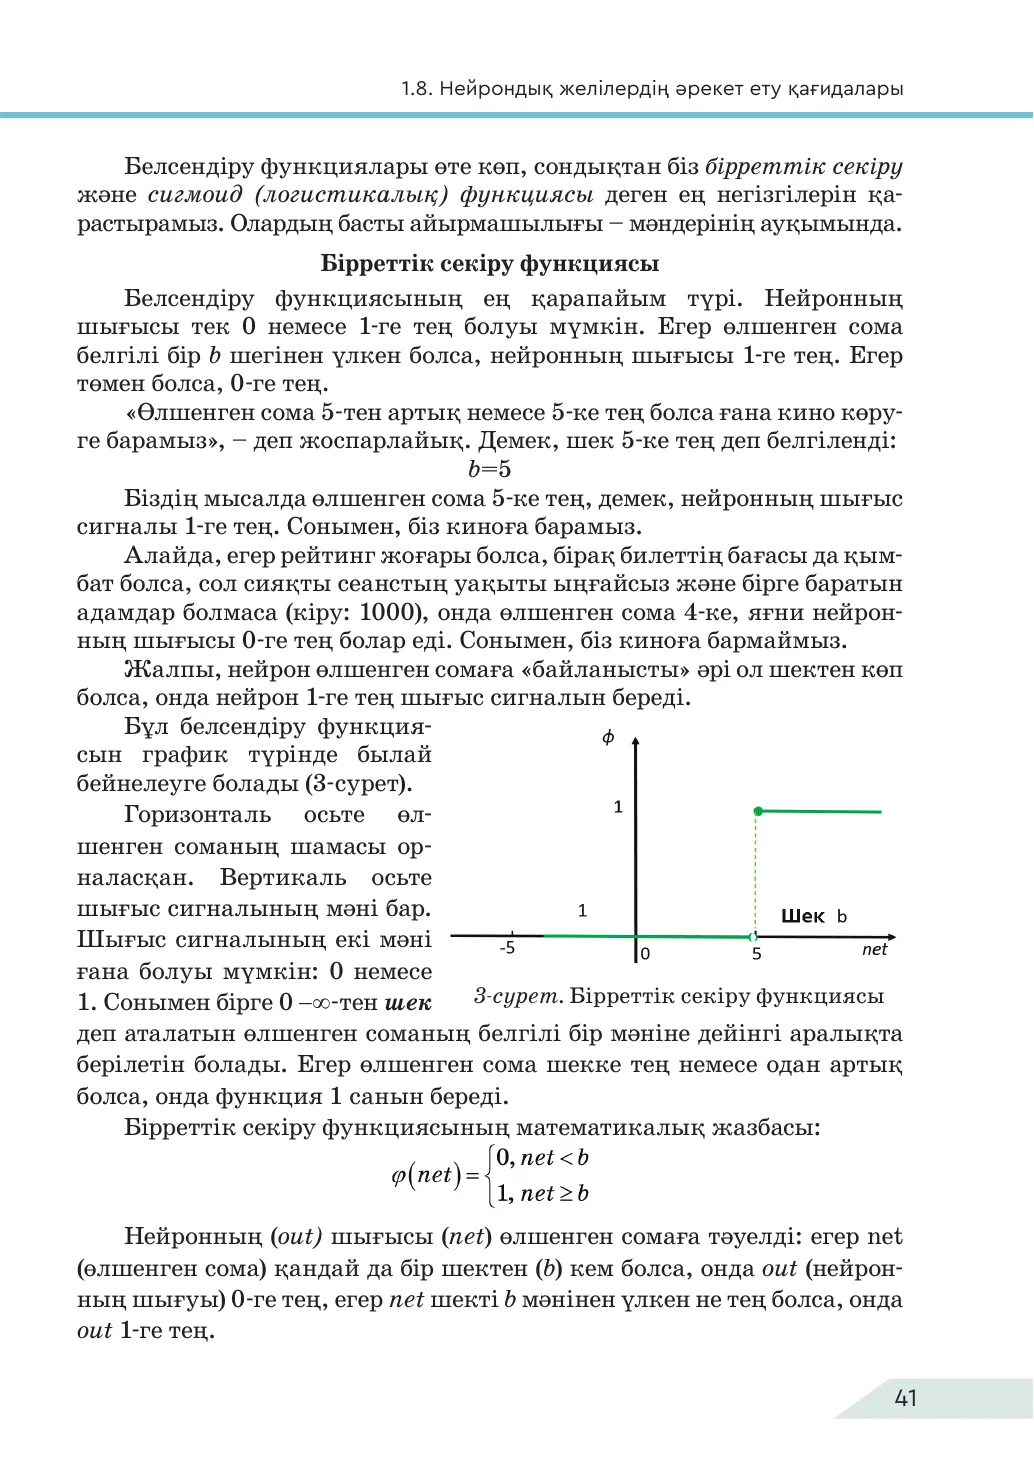 1.8. Нейрондық желілердің әрекет ету қағидалары
Белсендіру функциялары өте көп, сондықтан біз бірреттік секіру
және сигмоид (логистикалық) функциясы деген ең негізгілерін қа-
растырамыз. Олардың басты айырмашылығы – мәндерінің ауқымында.
Бірреттік секіру функциясы
Белсендіру функциясының ең қарапайым түрі. Нейронның
шығысы тек 0 немесе 1-ге тең болуы мүмкін. Егер өлшенген сома
белгілі бір b шегінен үлкен болса, нейронның шығысы 1-ге тең. Егер
төмен болса, 0-ге тең.
«Өлшенген сома 5-тен артық немесе 5-ке тең болса ғана кино көру-
ге барамыз», – деп жоспарлайық. Демек, шек 5-ке тең деп белгіленді:
b=5
Біздің мысалда өлшенген сома 5-ке тең, демек, нейронның шығыс
сигналы 1-ге тең. Сонымен, біз киноға барамыз.
Алайда, егер рейтинг жоғары болса, бірақ билеттің бағасы да қым-
бат болса, сол сияқты сеанстың уақыты ыңғайсыз және бірге баратын
адамдар болмаса (кіру: 1000), онда өлшенген сома 4-ке, яғни нейрон-
ның шығысы 0-ге тең болар еді. Сонымен, біз киноға бармаймыз.
Жалпы, нейрон өлшенген сомаға «байланысты» әрі ол шектен көп
болса, онда нейрон 1-ге тең шығыс сигналын береді.
Бұл белсендіру функция-
сын график түрінде былай
бейнелеуге болады (3-сурет).
Горизонталь осьте өл-
шенген соманың шамасы ор-
наласқан. Вертикаль осьте
шығыс сигналының мәні бар.
Шығыс сигналының екі мәні
ғана болуы мүмкін: 0 немесе
1. Сонымен бірге 0 –∞-тен шек
ϕ
1
1
Шек b
-5 0 5 net
3-сурет. Бірреттік секіру функциясы
деп аталатын өлшенген соманың белгілі бір мәніне дейінгі аралықта
берілетін болады. Егер өлшенген сома шекке тең немесе одан артық
болса, онда функция 1 санын береді.
Бірреттік секіру функциясының математикалық жазбасы:
φ(net) = {0, net < b
1, net ≥ b
Нейронның (out) шығысы (net) өлшенген сомаға тәуелді: егер net
(өлшенген сома) қандай да бір шектен (b) кем болса, онда out (нейрон-
ның шығуы) 0-ге тең, егер net шекті b мәнінен үлкен не тең болса, онда
out 1-ге тең.
41